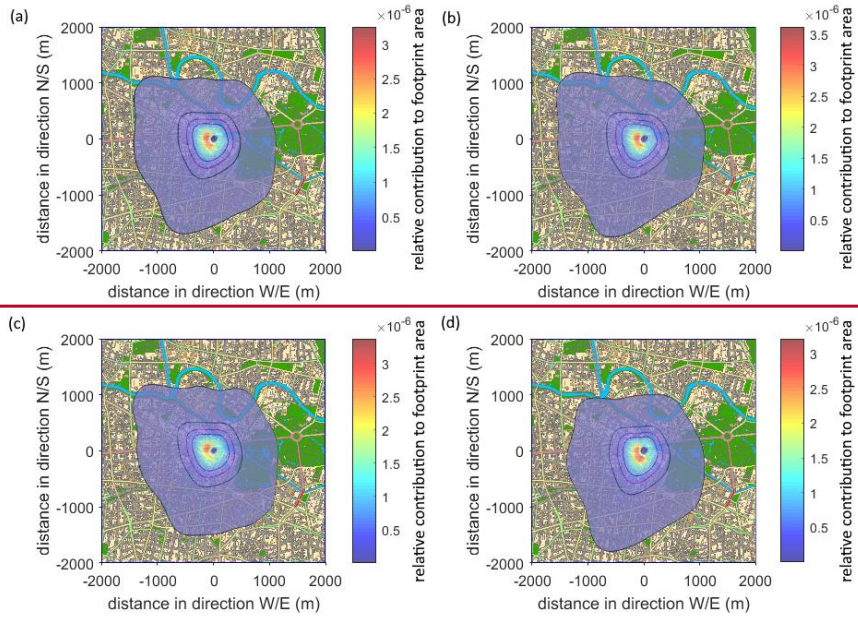 (a)
×10⁻⁶
2000
1000
0
-1000
-2000
-2000 -1000 0 1000 2000
distance in direction N/S (m)
distance in direction W/E (m)
3
2.5
2
1.5
1
0.5
relative contribution to footprint area
(b)
×10⁻⁶
2000
1000
0
-1000
-2000
-2000 -1000 0 1000 2000
distance in direction N/S (m)
distance in direction W/E (m)
3.5
3
2.5
2
1.5
1
0.5
relative contribution to footprint area
(c)
×10⁻⁶
2000
1000
0
-1000
-2000
-2000 -1000 0 1000 2000
distance in direction N/S (m)
distance in direction W/E (m)
3
2.5
2
1.5
1
0.5
relative contribution to footprint area
(d)
×10⁻⁶
2000
1000
0
-1000
-2000
-2000 -1000 0 1000 2000
distance in direction N/S (m)
distance in direction W/E (m)
3
2.5
2
1.5
1
0.5
relative contribution to footprint area